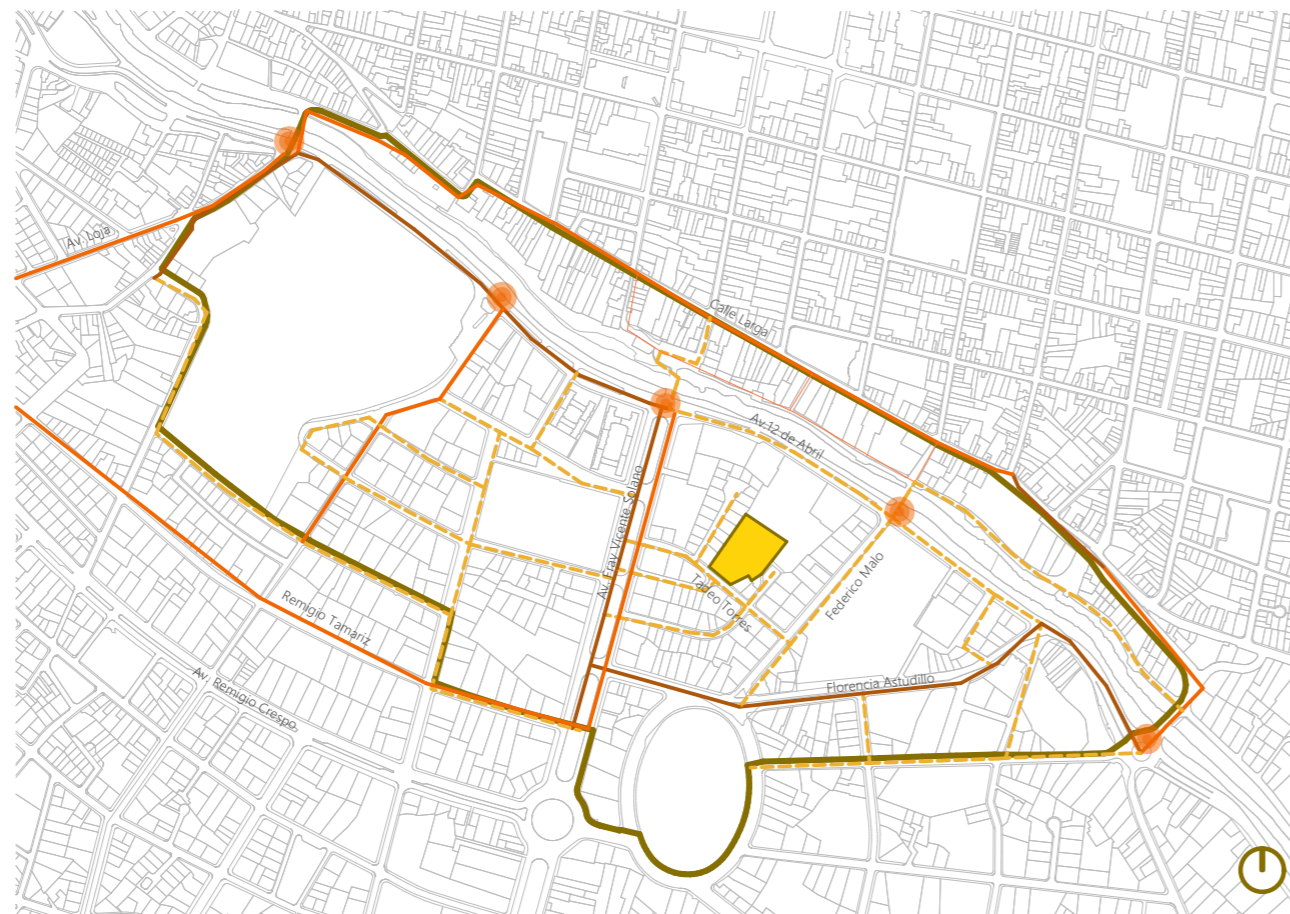 Av. Loja
Calle Larga
Av.12 de Abril
Av. Fray Vicente Solano
Tadeo Torres
Federico Malo
Remigio Tamariz
Florencia Astudillo
Av. Remigio Crespo